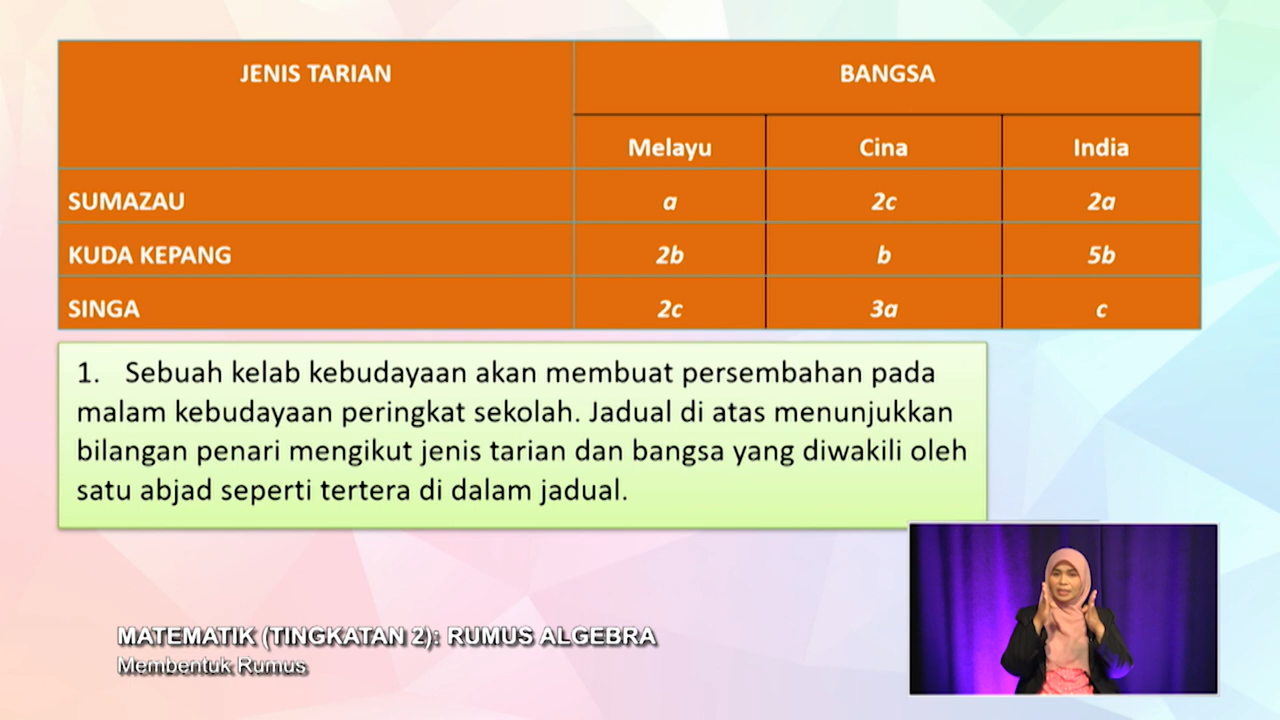 JENIS TARIAN BANGSA
Melayu Cina India
SUMAZAU a 2c 2a
KUDA KEPANG 2b b 5b
SINGA 2c 3a c
1. Sebuah kelab kebudayaan akan membuat persembahan pada
malam kebudayaan peringkat sekolah. Jadual di atas menunjukkan
bilangan penari mengikut jenis tarian dan bangsa yang diwakili oleh
satu abjad seperti tertera di dalam jadual.
MATEMATIK (TINGKATAN 2): RUMUS ALGEBRA
Membentuk Rumus